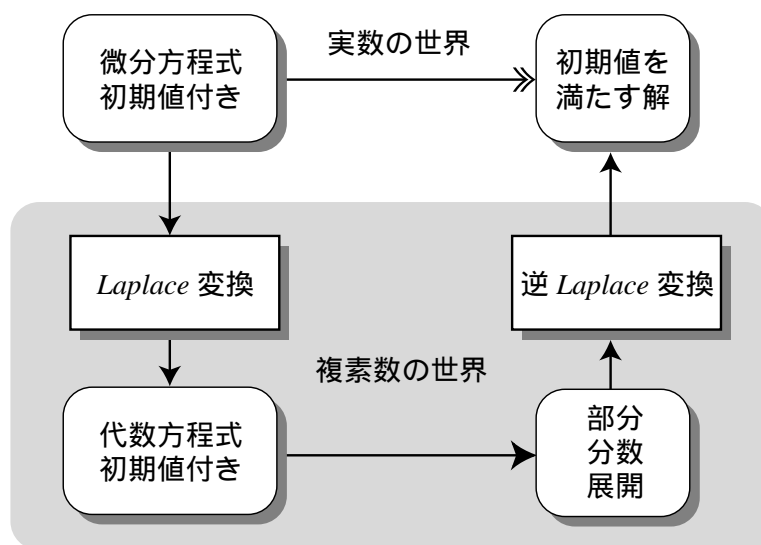 微分方程式
初期値付き
実数の世界
初期値を
満たす解
Laplace 変換
逆 Laplace 変換
複素数の世界
代数方程式
初期値付き
部分
分数
展開